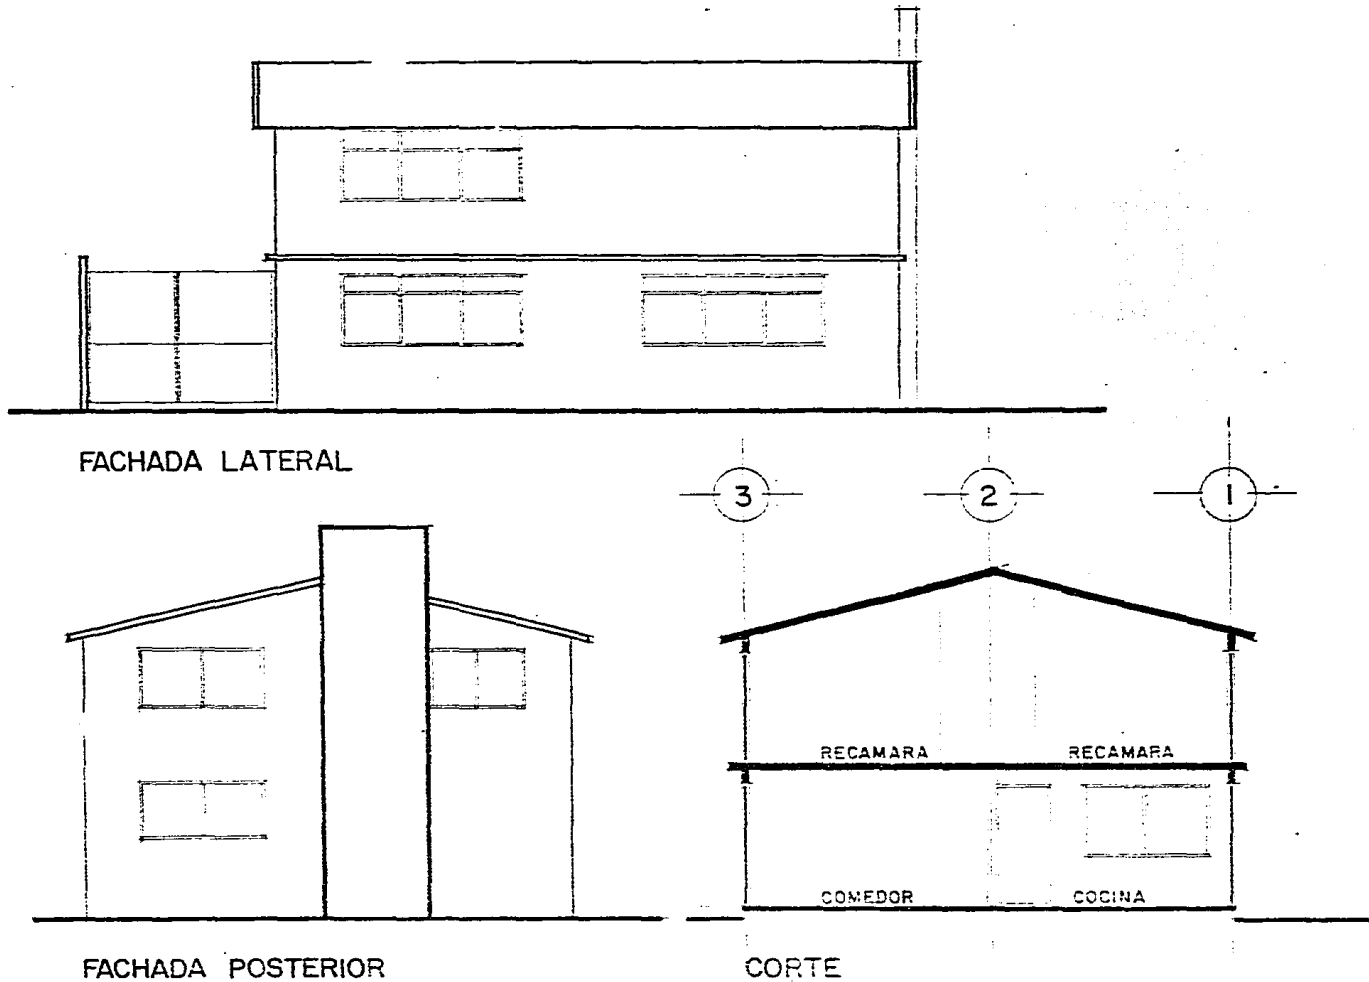 FACHADA LATERAL
3 2 1
RECAMARA RECAMARA
COMEDOR COCINA
FACHADA POSTERIOR
CORTE